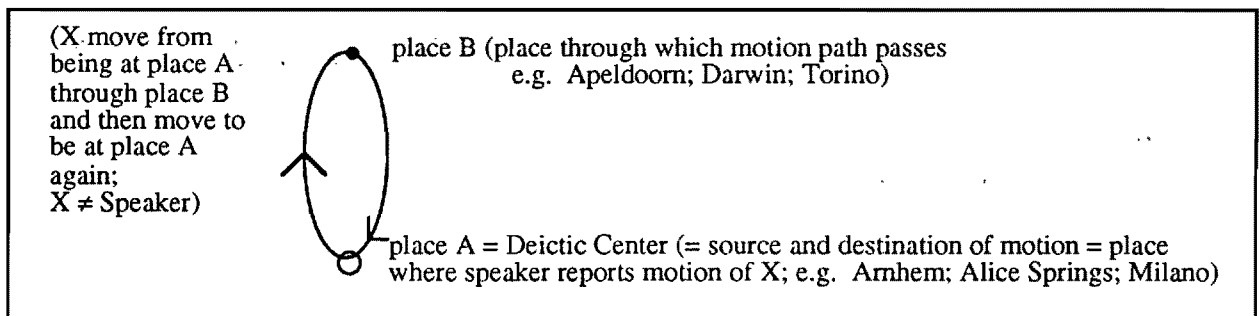 (X move from
being at place A
through place B
and then move to
be at place A
again;
X ≠ Speaker)
place B (place through which motion path passes
e.g. Apeldoorn; Darwin; Torino)
place A = Deictic Center (= source and destination of motion = place
where speaker reports motion of X; e.g. Arnhem; Alice Springs; Milano)